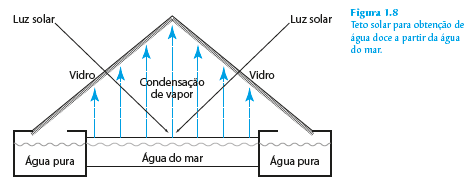 Luz solar
Luz solar
Figura 1.8
Teto solar para obtenção de
água doce a partir da água
do mar.
Vidro
Vidro
Condensação
de vapor
Água pura
Água do mar
Água pura